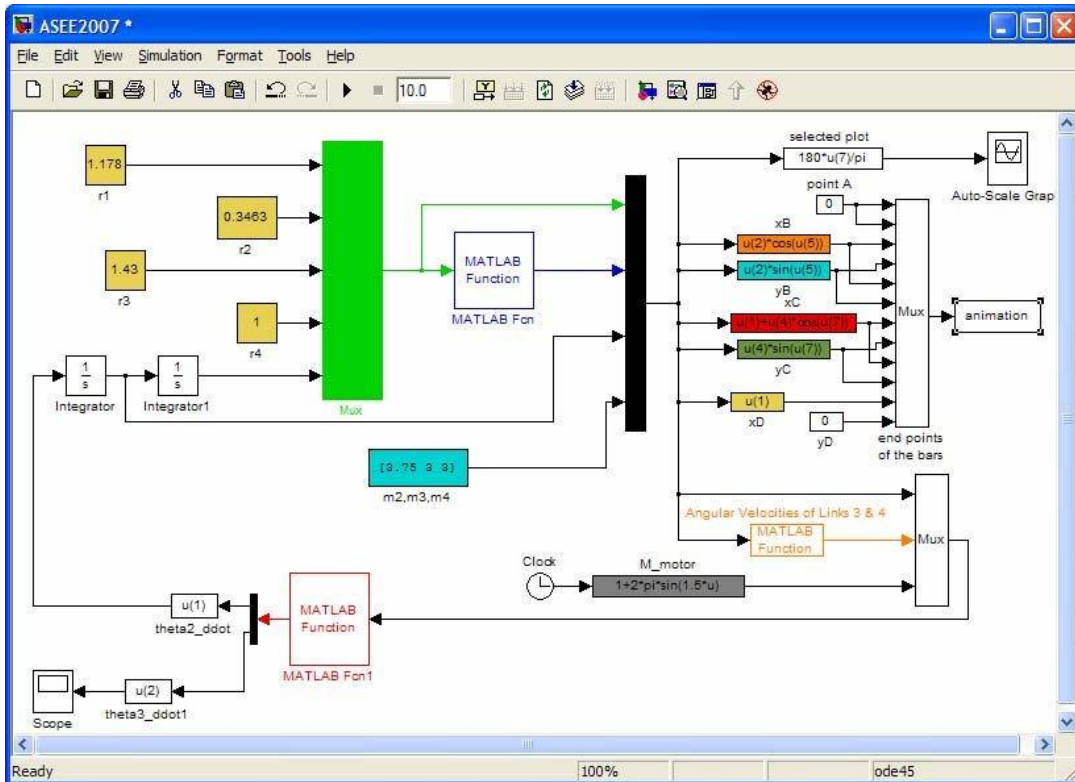 ASEE2007 *
File Edit View Simulation Format Tools Help
10.0
1.178
r1
0.3463
r2
1.43
r3
1
r4
1
s
Integrator
1
s
Integrator1
Mux
MATLAB
Function
MATLAB Fcn
[3.75 3 3]
m2,m3,m4
selected plot
180*u(7)/pi
Auto-Scale Grap
point A
0
xB
u(2)*cos(u(5))
u(2)*sin(u(5))
yB
xC
u(1)+u(4)*cos(u(7))
u(4)*sin(u(7))
yC
u(1)
xD
0
yD
Mux
animation
end points
of the bars
Angular Velocities of Links 3 & 4
MATLAB
Function
Mux
Clock
M_motor
1+2*pi*sin(1.5*u)
u(1)
theta2_ddot
MATLAB
Function
MATLAB Fcn1
u(2)
theta3_ddot1
Scope
Ready 100% ode45